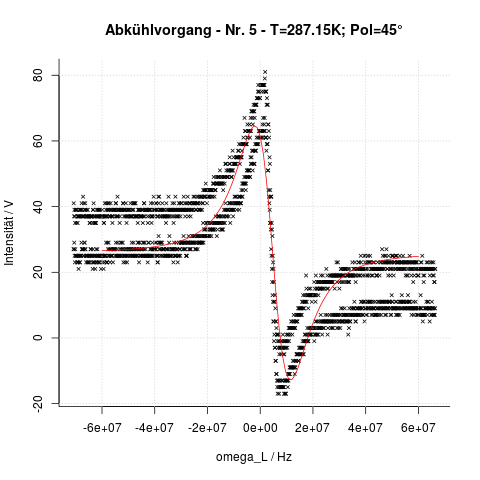 Abkühlvorgang - Nr. 5 - T=287.15K; Pol=45°
Intensität / V
80
60
40
20
0
-20
-6e+07 -4e+07 -2e+07 0e+00 2e+07 4e+07 6e+07
omega_L / Hz